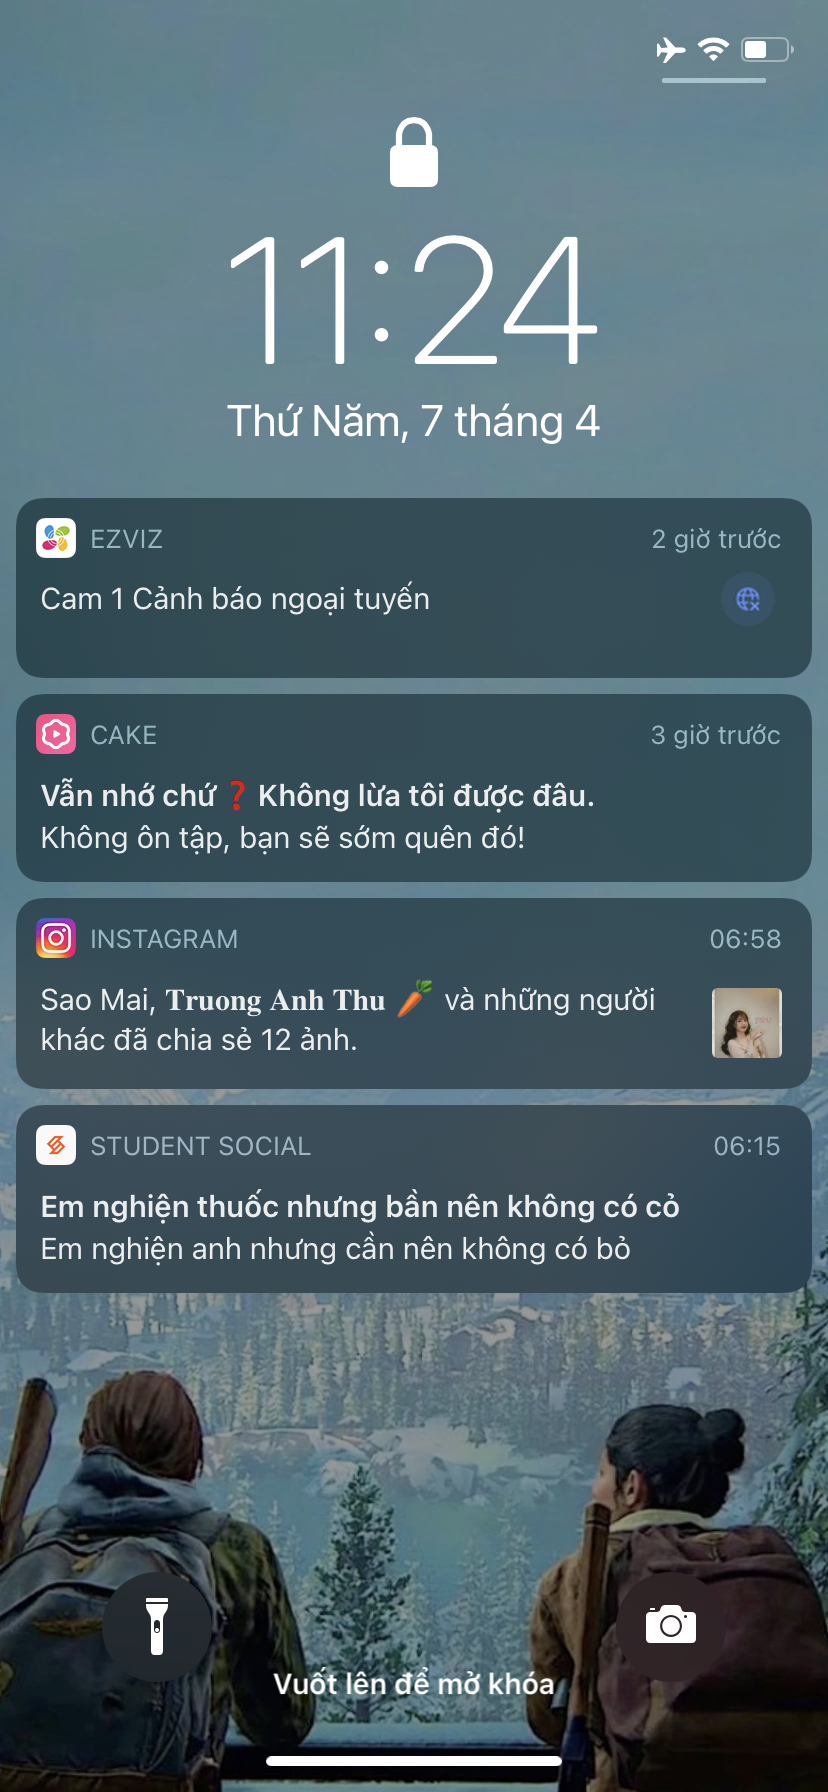 11:24
Thứ Năm, 7 tháng 4
EZVIZ 2 giờ trước
Cam 1 Cảnh báo ngoại tuyến
CAKE 3 giờ trước
Vẫn nhớ chứ ❓ Không lừa tôi được đâu.
Không ôn tập, bạn sẽ sớm quên đó!
INSTAGRAM 06:58
Sao Mai, 𝐓𝐫𝐮𝐨𝐧𝐠 𝐀𝐧𝐡 𝐓𝐡𝐮 🥕 và những người
khác đã chia sẻ 12 ảnh.
STUDENT SOCIAL 06:15
Em nghiện thuốc nhưng bần nên không có cỏ
Em nghiện anh nhưng cần nên không có bỏ
Vuốt lên để mở khóa